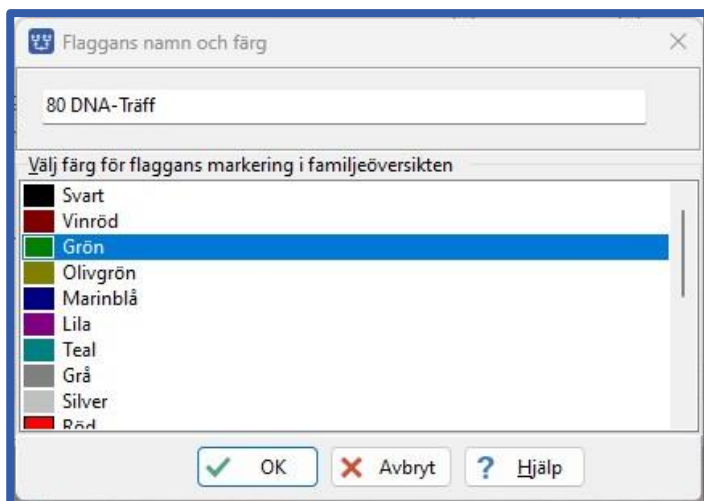 Flaggans namn och färg
80 DNA-Träff
Välj färg för flaggans markering i familjeöversikten
Svart
Vinröd
Grön
Olivgrön
Marinblå
Lila
Teal
Grå
Silver
Röd
OK
Avbryt
Hjälp